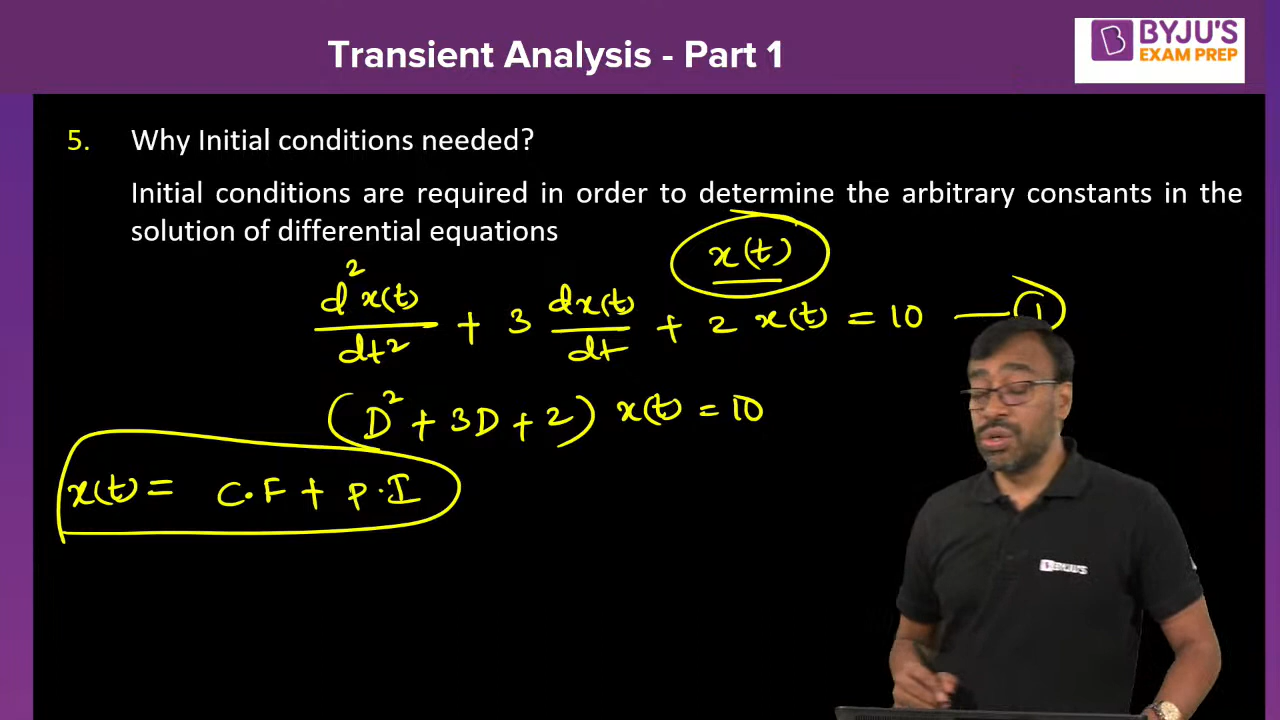 Transient Analysis - Part 1
BYJU'S
EXAM PREP
5. Why Initial conditions needed?
Initial conditions are required in order to determine the arbitrary constants in the
solution of differential equations
x(t)
d²x(t)/dt² + 3 dx(t)/dt + 2 x(t) = 10 — ①
(D² + 3D + 2) x(t) = 10
x(t) = C.F + P.I
BYJU'S